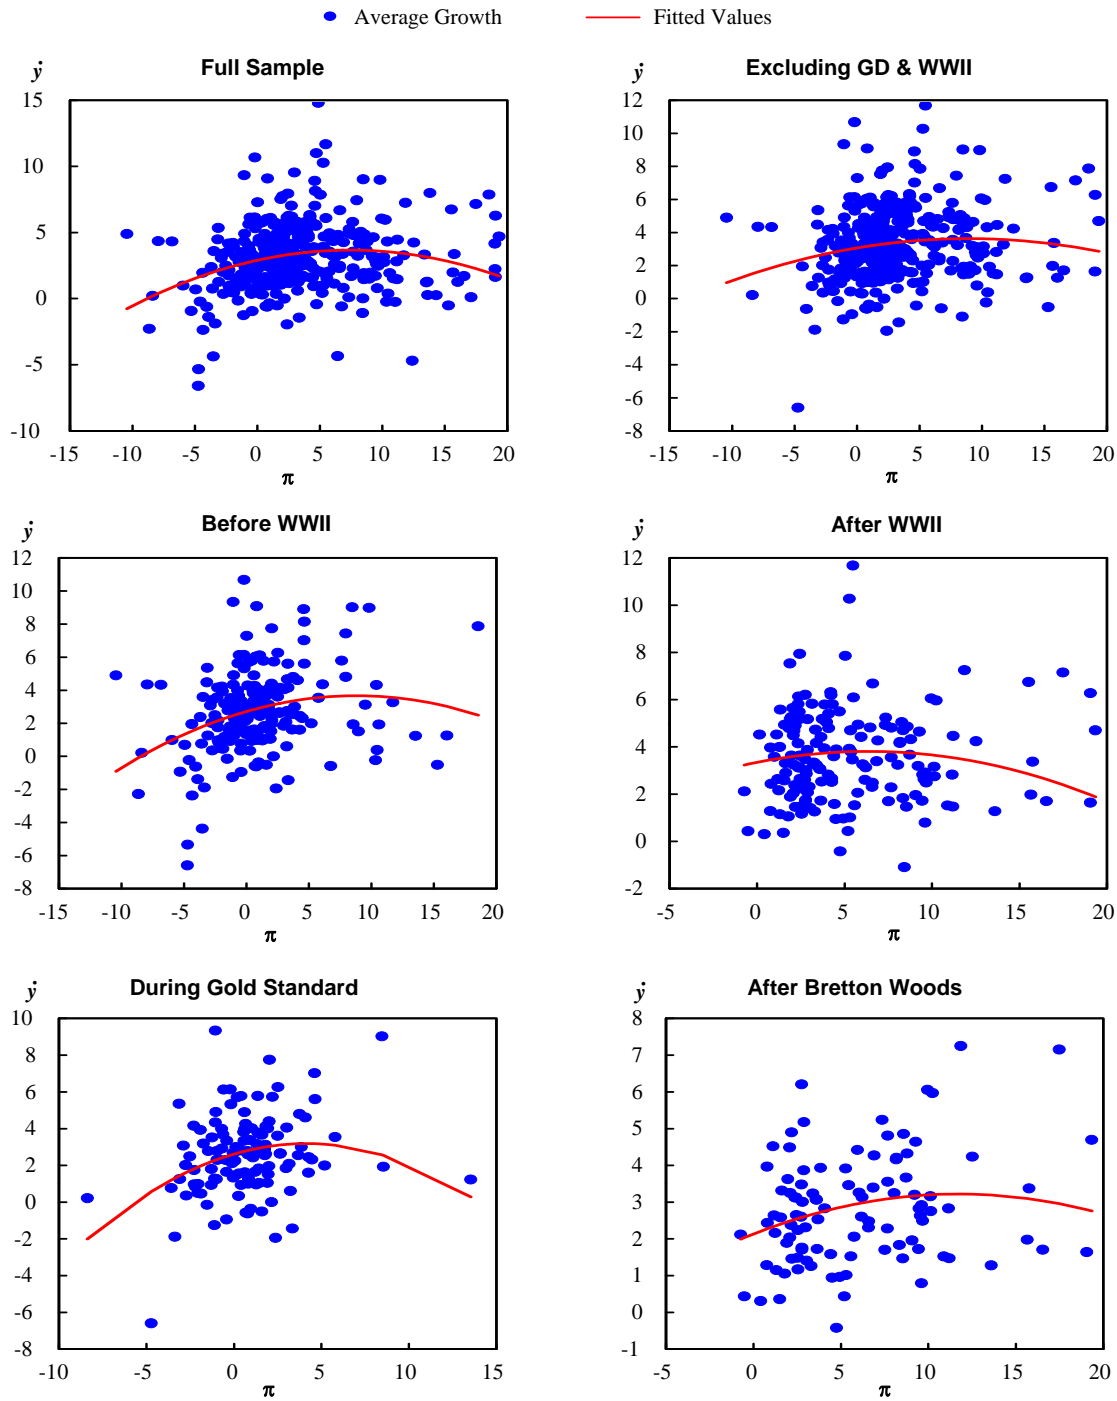 Average Growth Fitted Values
ẏ Full Sample
15
10
5
0
-5
-10
-15 -10 -5 0 5 10 15 20
π
ẏ Excluding GD & WWII
12
10
8
6
4
2
0
-2
-4
-6
-8
-15 -10 -5 0 5 10 15 20
π
ẏ Before WWII
12
10
8
6
4
2
0
-2
-4
-6
-8
-15 -10 -5 0 5 10 15 20
π
ẏ After WWII
12
10
8
6
4
2
0
-2
-5 0 5 10 15 20
π
ẏ During Gold Standard
10
8
6
4
2
0
-2
-4
-6
-8
-10 -5 0 5 10 15
π
ẏ After Bretton Woods
8
7
6
5
4
3
2
1
0
-1
-5 0 5 10 15 20
π